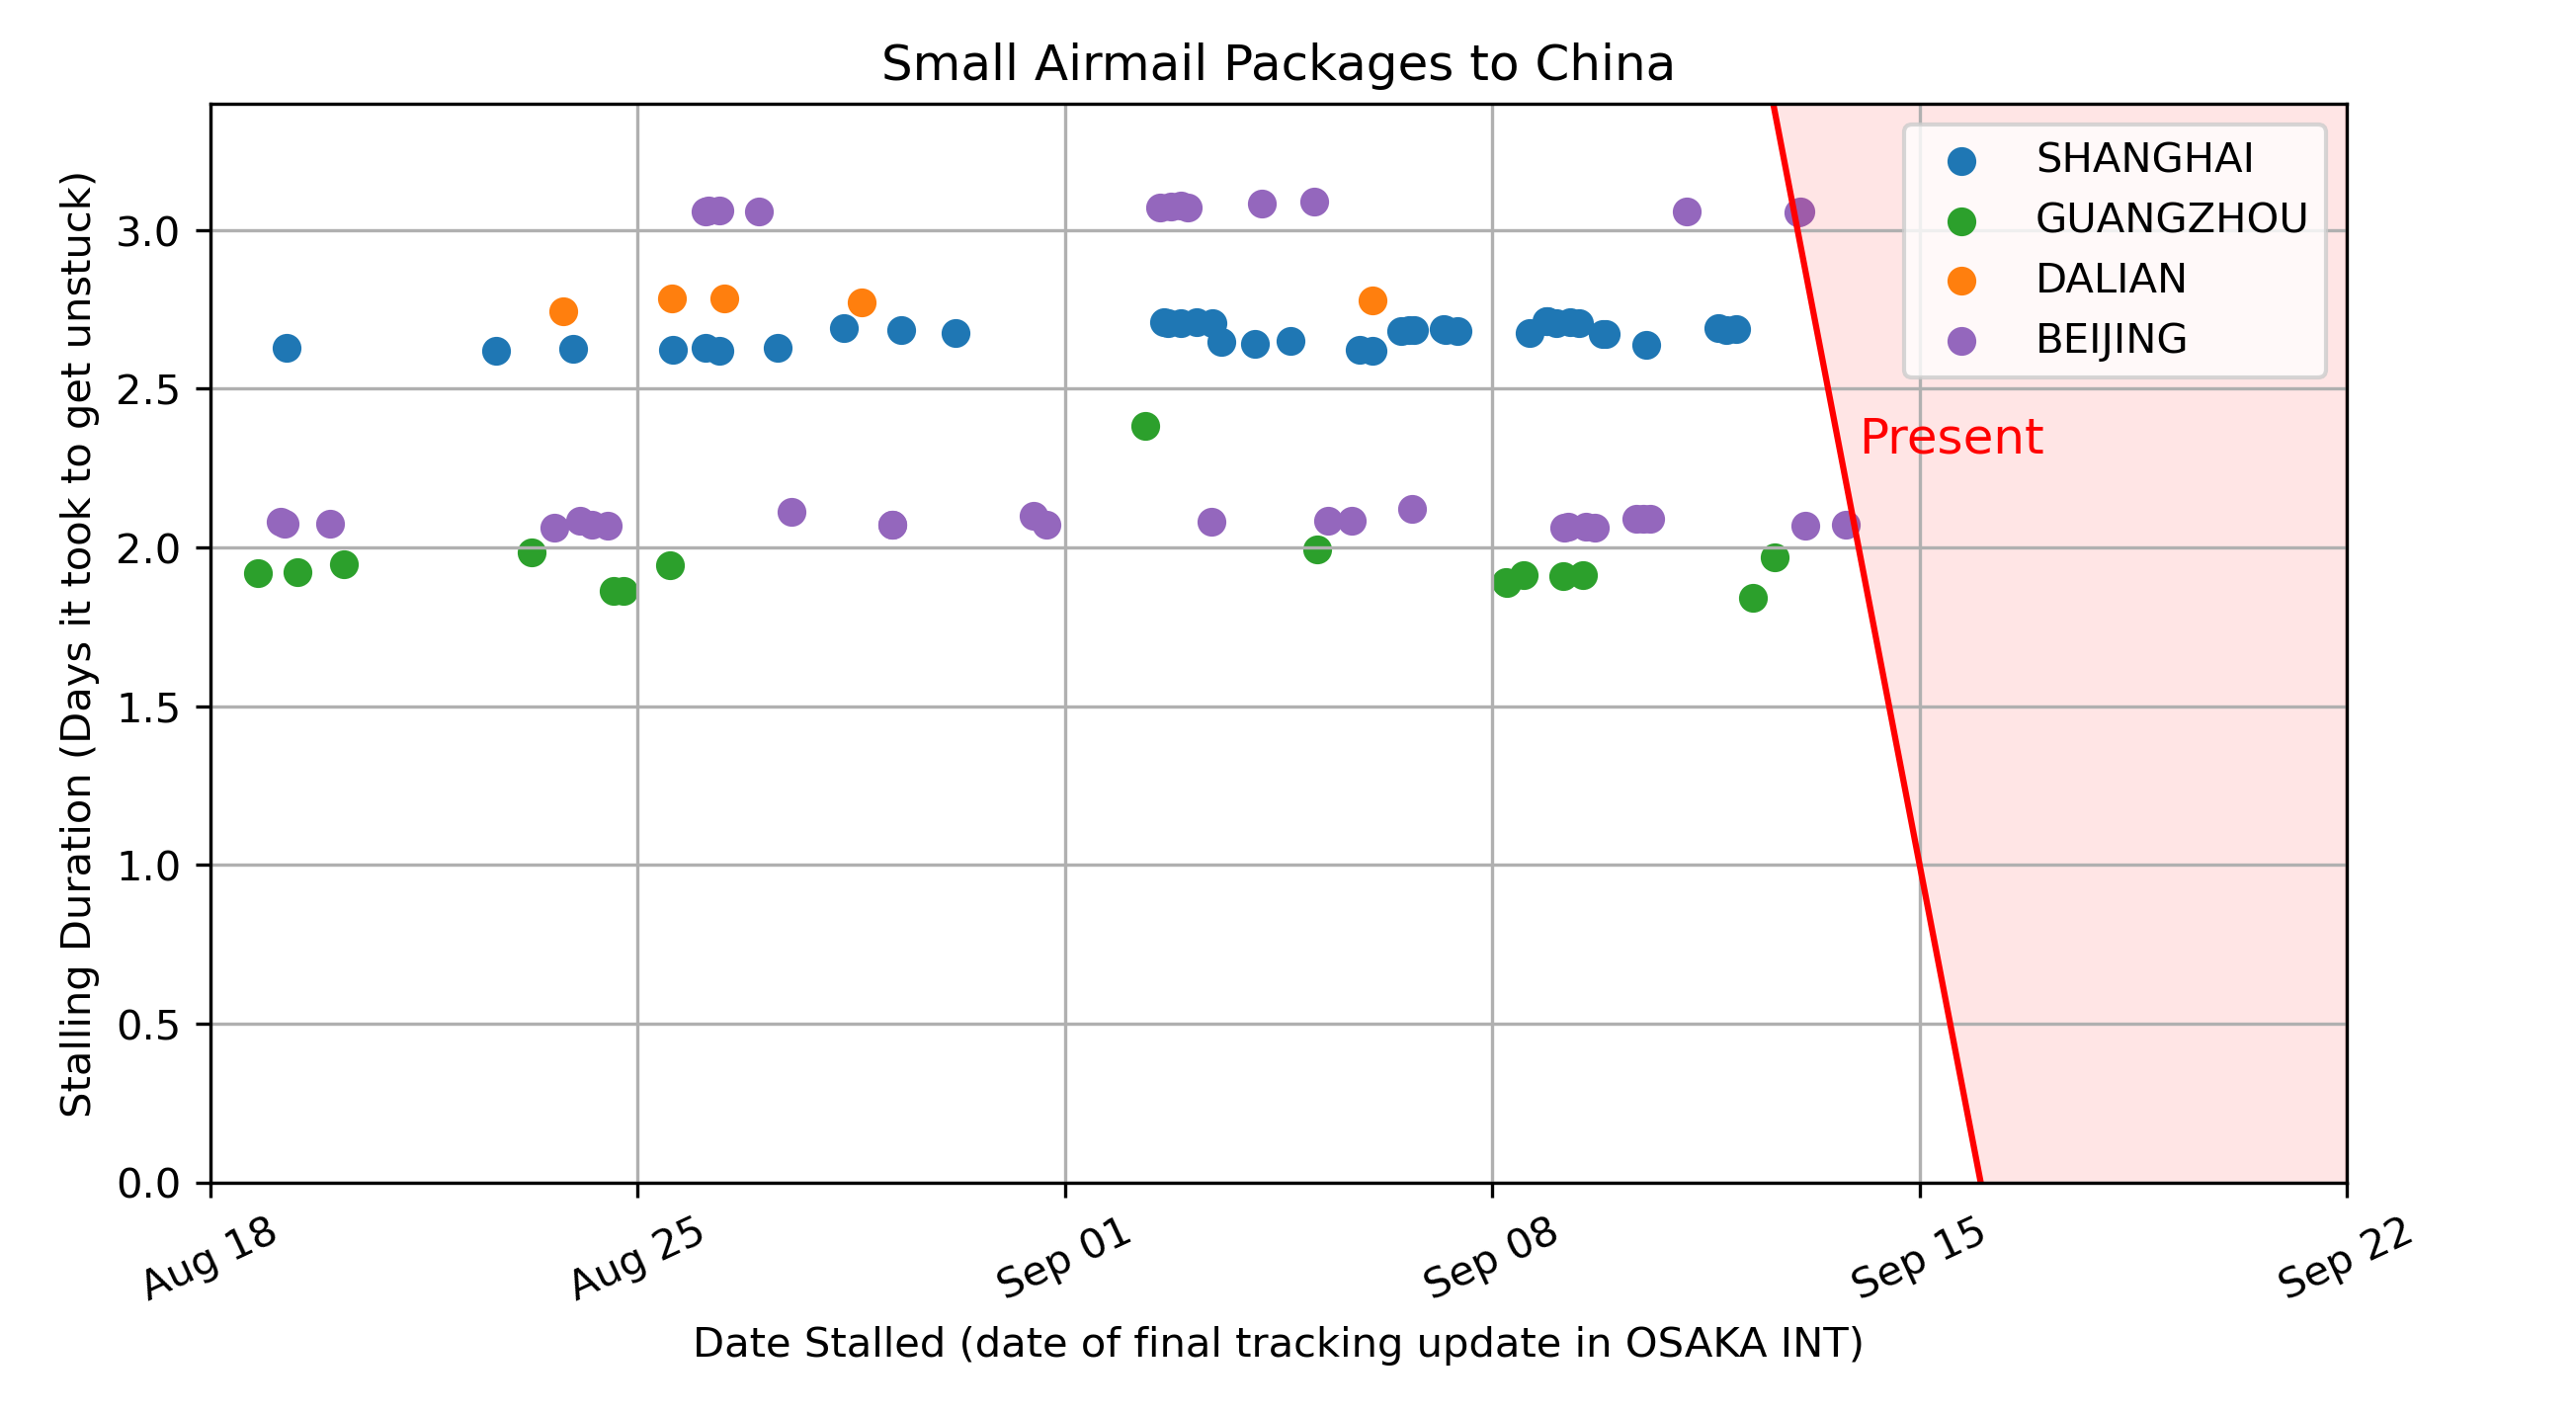 Small Airmail Packages to China
Stalling Duration (Days it took to get unstuck)
3.0
2.5
2.0
1.5
1.0
0.5
0.0
SHANGHAI
GUANGZHOU
DALIAN
BEIJING
Present
Aug 18
Aug 25
Sep 01
Sep 08
Sep 15
Sep 22
Date Stalled (date of final tracking update in OSAKA INT)